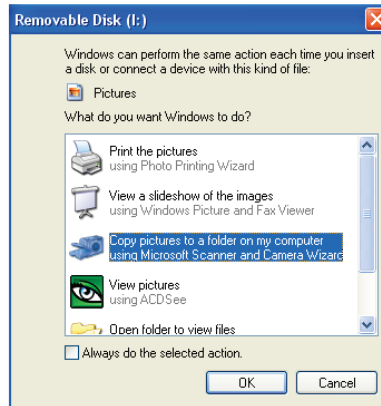 Removable Disk (I:)
Windows can perform the same action each time you insert
a disk or connect a device with this kind of file:
Pictures
What do you want Windows to do?
Print the pictures
using Photo Printing Wizard
View a slideshow of the images
using Windows Picture and Fax Viewer
Copy pictures to a folder on my computer
using Microsoft Scanner and Camera Wizard
View pictures
using ACDSee
Open folder to view files
Always do the selected action.
OK
Cancel